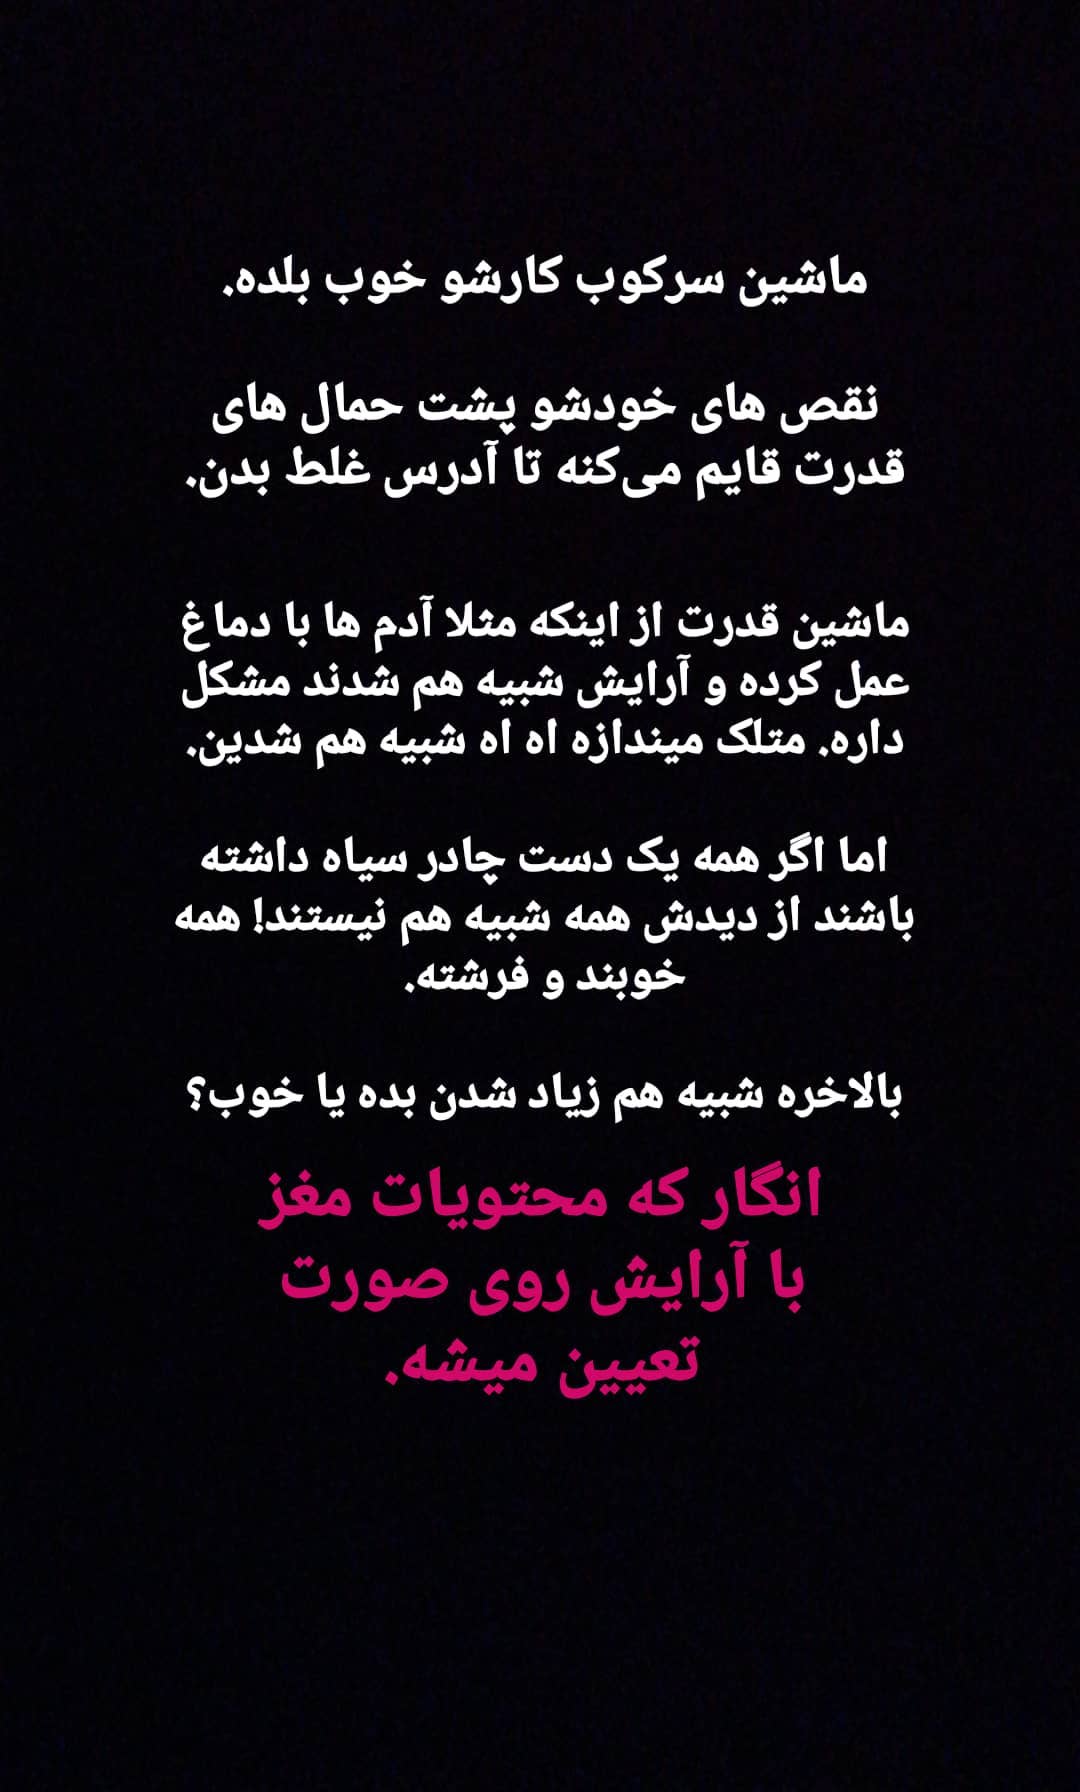 ماشین سرکوب کارشو خوب بلده.
نقص های خودشو پشت حمال های
قدرت قایم می‌کنه تا آدرس غلط بدن.
ماشین قدرت از اینکه مثلا آدم ها با دماغ
عمل کرده و آرایش شبیه هم شدند مشکل
داره. متلک میندازه اه اه شبیه هم شدین.
اما اگر همه یک دست چادر سیاه داشته
باشند از دیدش همه شبیه هم نیستند! همه
خوبند و فرشته.
بالاخره شبیه هم زیاد شدن بده یا خوب؟
انگار که محتویات مغز
با آرایش روی صورت
تعیین میشه.